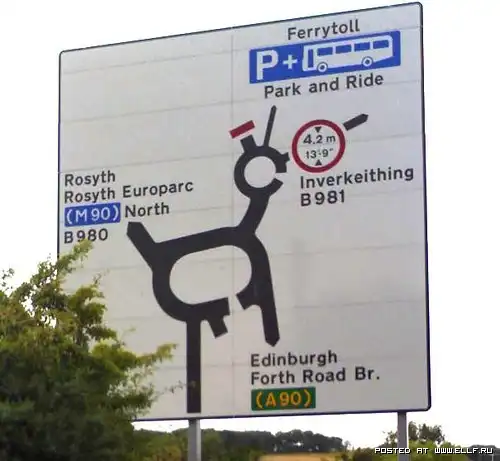 Ferrytoll
P+
Park and Ride
4.2 m
13'-9"
Inverkeithing
B981
Rosyth
Rosyth Europarc
(M90) North
B980
Edinburgh
Forth Road Br.
(A90)
POSTED AT WWW.ELLF.RU